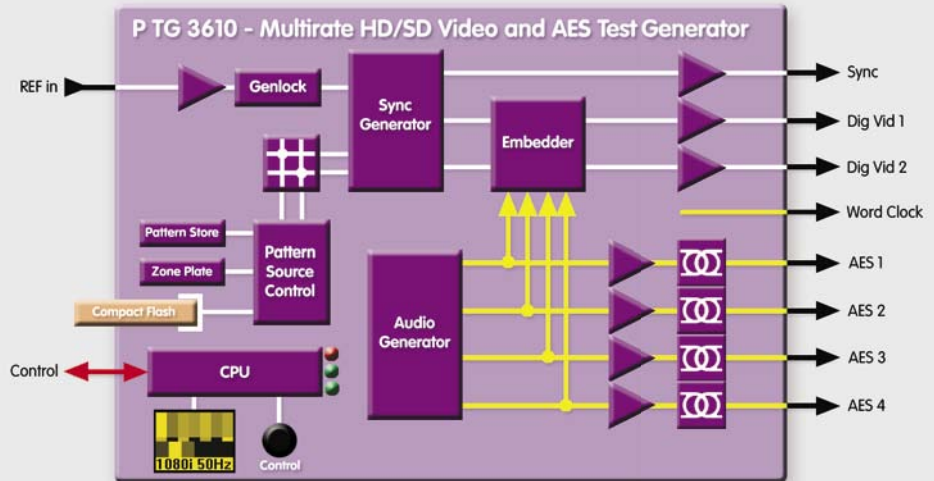 P TG 3610 - Multirate HD/SD Video and AES Test Generator
REF in
Genlock
Sync
Generator
Embedder
Sync
Dig Vid 1
Dig Vid 2
Word Clock
Pattern Store
Zone Plate
Compact Flash
Pattern
Source
Control
Audio
Generator
AES 1
AES 2
AES 3
AES 4
Control
CPU
1080i 50Hz
Control